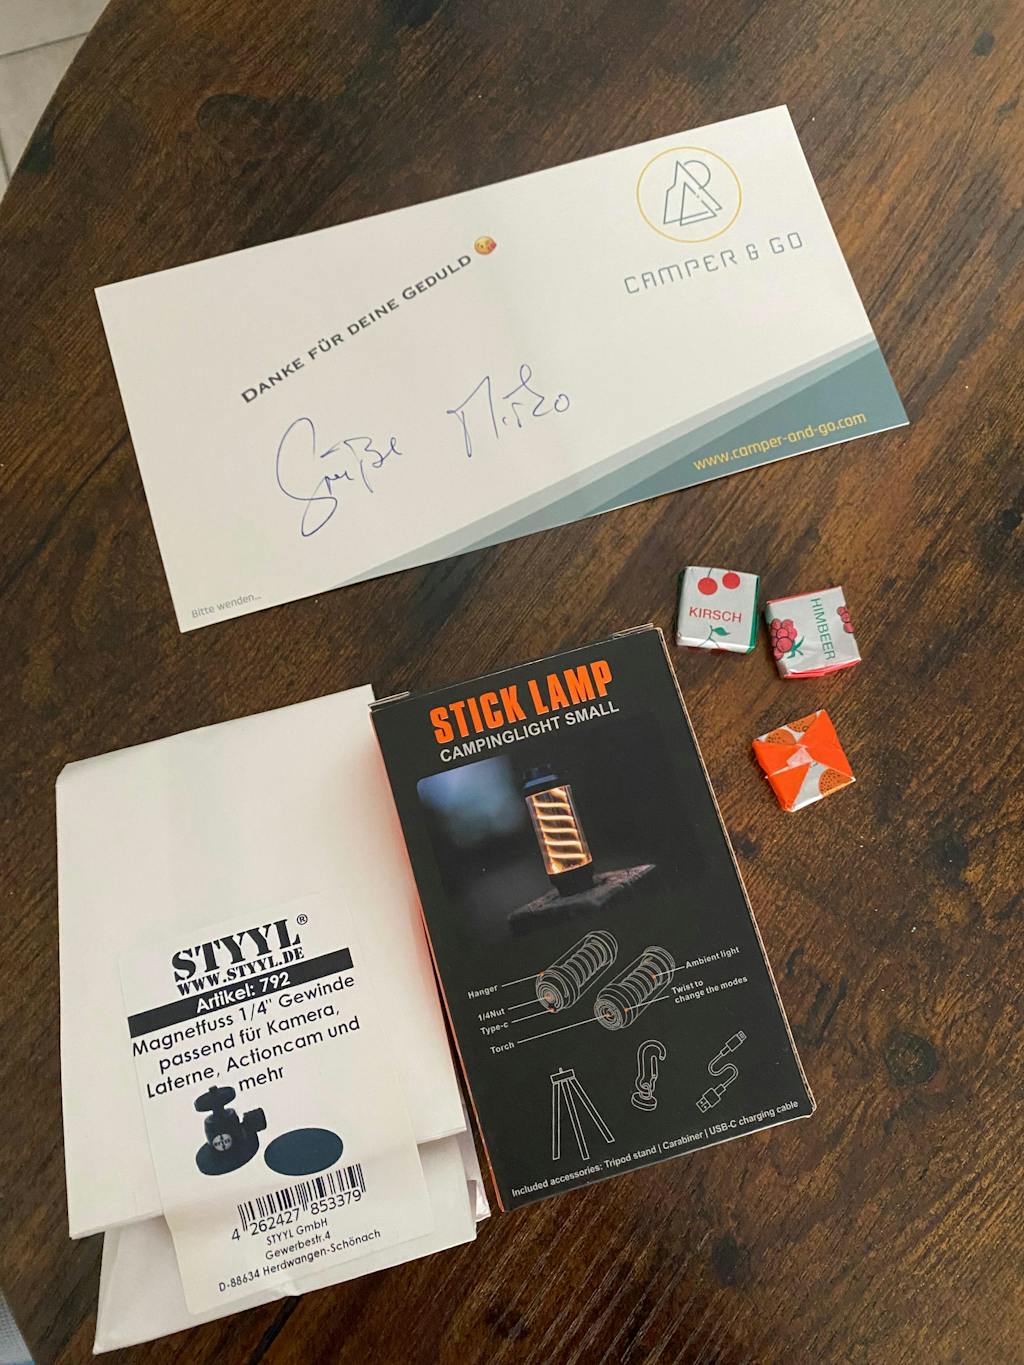 CAMPER & GO
DANKE FÜR DEINE GEDULD
Grüße Mirko
www.camper-and-go.com
Bitte wenden...
KIRSCH
HIMBEER
STICK LAMP
CAMPINGLIGHT SMALL
Hanger
1/4Nut
Type-c
Torch
Ambient light
Twist to
change the modes
Included accessories: Tripod stand | Carabiner | USB-C charging cable
STYYL®
WWW.STYYL.DE
Artikel: 792
Magnetfuss 1/4" Gewinde
passend für Kamera,
Laterne, Actioncam und
mehr
4 262427 853379
STYYL GmbH
Gewerbestr.4
D-88634 Herdwangen-Schönach